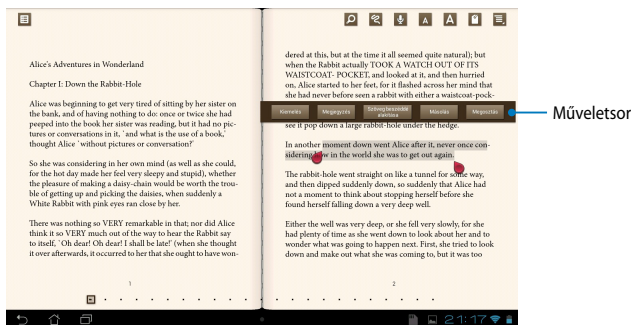 Alice's Adventures in Wonderland
Chapter I: Down the Rabbit-Hole
Alice was beginning to get very tired of sitting by her sister on
the bank, and of having nothing to do: once or twice she had
peeped into the book her sister was reading, but it had no pic-
tures or conversations in it, `and what is the use of a book,'
thought Alice `without pictures or conversation?'
So she was considering in her own mind (as well as she could,
for the hot day made her feel very sleepy and stupid), whether
the pleasure of making a daisy-chain would be worth the trou-
ble of getting up and picking the daisies, when suddenly a
White Rabbit with pink eyes ran close by her.
There was nothing so VERY remarkable in that; nor did Alice
think it so VERY much out of the way to hear the Rabbit say
to itself, `Oh dear! Oh dear! I shall be late!' (when she thought
it over afterwards, it occurred to her that she ought to have won-
1
A A
dered at this, but at the time it all seemed quite natural); but
when the Rabbit actually TOOK A WATCH OUT OF ITS
WAISTCOAT- POCKET, and looked at it, and then hurried
on, Alice started to her feet, for it flashed across her mind that
she had never before seen a rabbit with either a waistcoat-pock-
Kiemelés Megjegyzés Szöveg beszéddé alakítása Másolás Megosztás
Műveletsor
see it pop down a large rabbit-hole under the hedge.
In another moment down went Alice after it, never once con-
sidering how in the world she was to get out again.
The rabbit-hole went straight on like a tunnel for some way,
and then dipped suddenly down, so suddenly that Alice had
not a moment to think about stopping herself before she
found herself falling down a very deep well.
Either the well was very deep, or she fell very slowly, for she
had plenty of time as she went down to look about her and to
wonder what was going to happen next. First, she tried to look
down and make out what she was coming to, but it was too
2
21:17